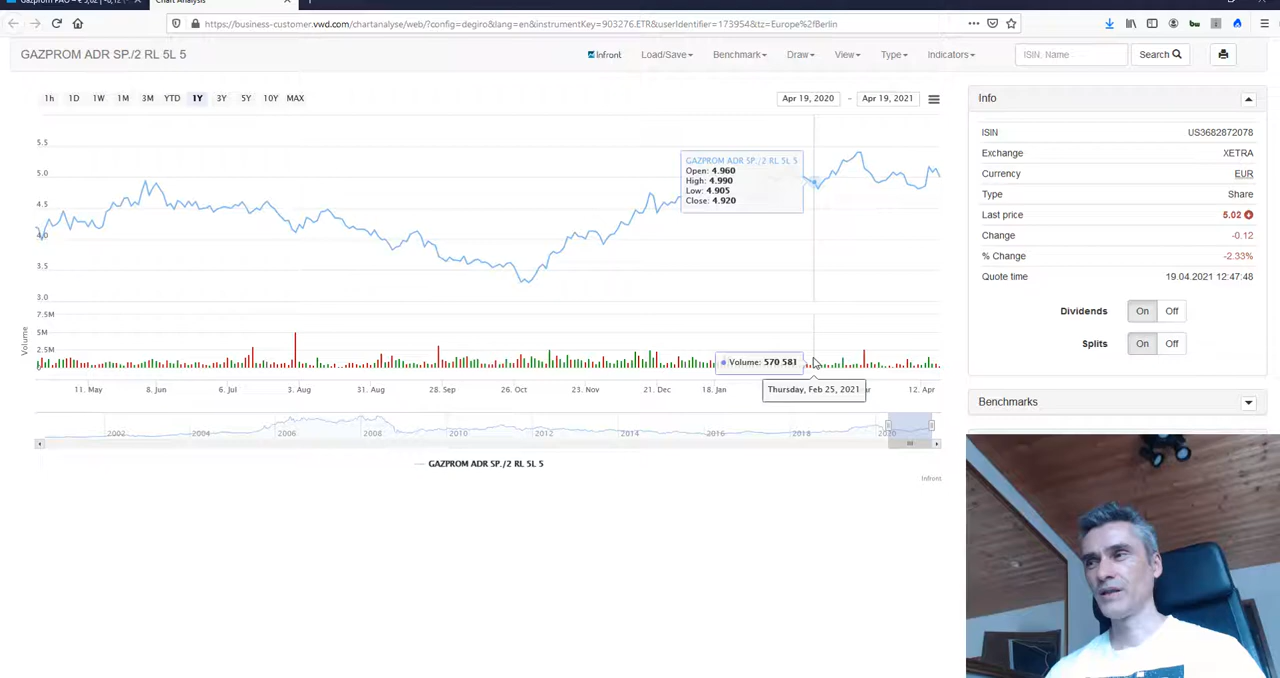 Chart Analysis
https://business-customer.vwd.com/chartanalyse/web/?config=degiro&lang=en&instrumentKey=903276.ETR&userIdentifier=173954&tz=Europe%2fBerlin
GAZPROM ADR SP./2 RL 5L 5
Infront Load/Save Benchmark Draw View Type Indicators ISIN, Name Search
1h 1D 1W 1M 3M YTD 1Y 3Y 5Y 10Y MAX
Apr 19, 2020 - Apr 19, 2021
5.5
5.0
4.5
4.0
3.5
3.0
GAZPROM ADR SP./2 RL 5L 5
Open: 4.960
High: 4.990
Low: 4.905
Close: 4.920
Volume
7.5M
5M
2.5M
0
Volume: 570 581
11. May 8. Jun 6. Jul 3. Aug 31. Aug 28. Sep 26. Oct 23. Nov 21. Dec 18. Jan 12. Apr
Thursday, Feb 25, 2021
2002 2004 2006 2008 2010 2012 2014 2016 2018 2020
GAZPROM ADR SP./2 RL 5L 5
Infront
Info
ISIN US3682872078
Exchange XETRA
Currency EUR
Type Share
Last price 5.02
Change -0.12
% Change -2.33%
Quote time 19.04.2021 12:47:48
Dividends On Off
Splits On Off
Benchmarks